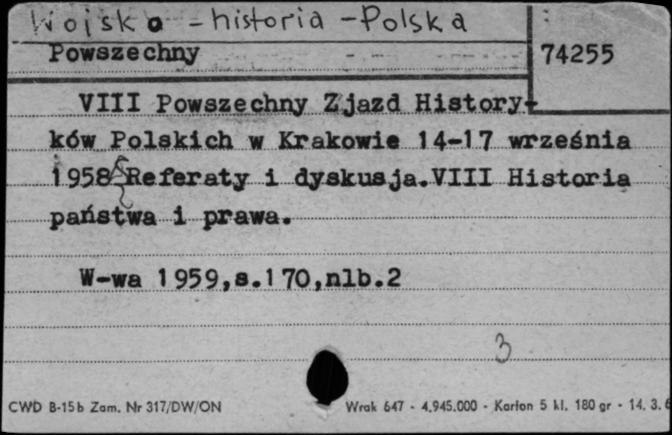 Wojsko - historia - Polska
Powszechny
74255
VIII Powszechny Zjazd History-
ków Polskich w Krakowie 14-17 września
1958 Referaty i dyskusja.VIII Historia
państwa i prawa.
W-wa 1959,s.170,nlb.2
3
CWD B-15b Zam. Nr 317/DW/ON
Wrak 647 - 4.945.000 - Karton 5 kl. 180 gr - 14. 3. 6